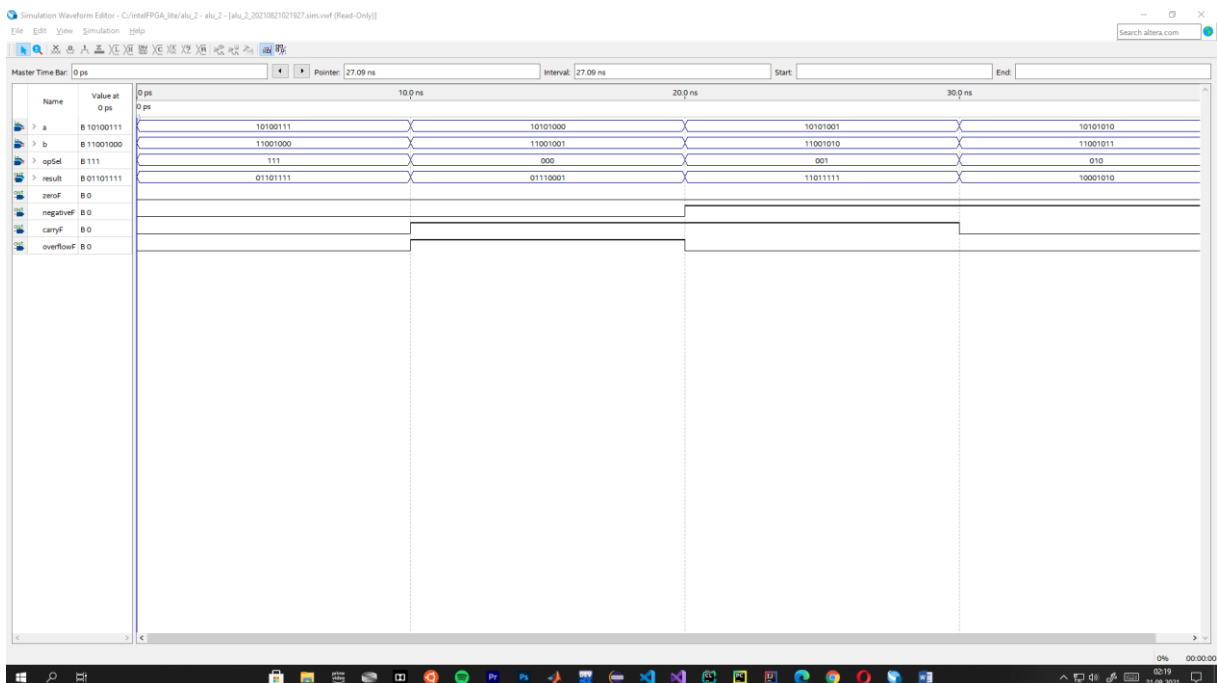 Simulation Waveform Editor - C:/intelFPGA_lite/alu_2 - alu_2 - [alu_2_20210821021927.sim.vwf (Read-Only)]
File Edit View Simulation Help
Search altera.com
Master Time Bar: 0 ps Pointer: 27.09 ns Interval: 27.09 ns Start: End:
Name Value at 0 ps
0 ps 10.0 ns 20.0 ns 30.0 ns
0 ps
a B 10100111 10100111 10101000 10101001 10101010
b B 11001000 11001000 11001001 11001010 11001011
opSel B 111 111 000 001 010
result B 01101111 01101111 01110001 11011111 10001010
zeroF B 0
negativeF B 0
carryF B 0
overflowF B 0
0% 00:00:00
02:19
21.08.2021